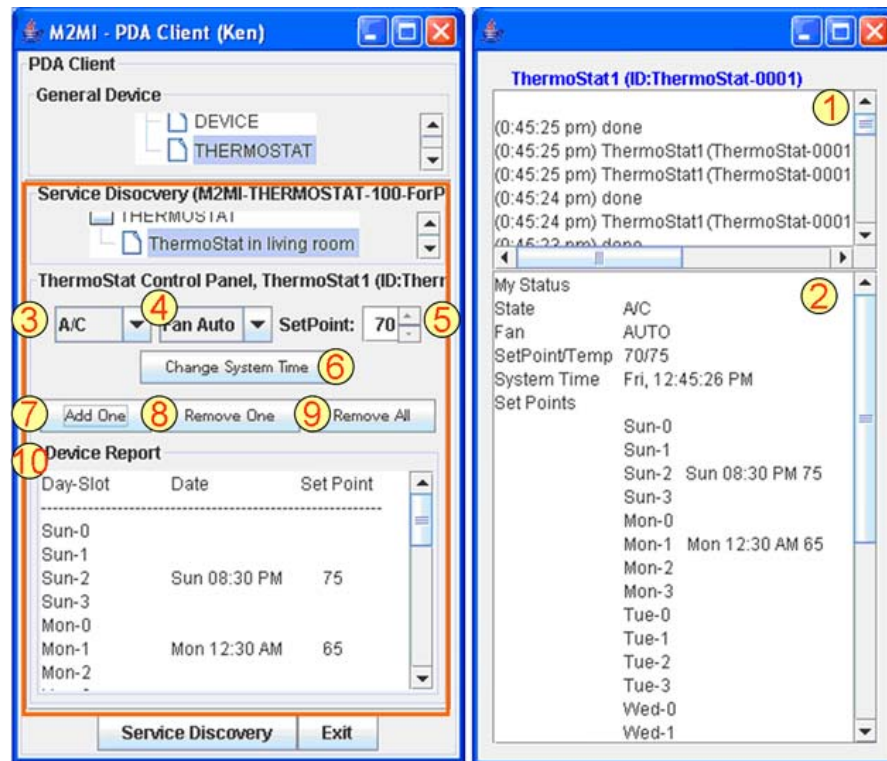 M2MI - PDA Client (Ken)
PDA Client
General Device
DEVICE
THERMOSTAT
Service Disocvery (M2MI-THERMOSTAT-100-ForP
THERMOSTAT
ThermoStat in living room
ThermoStat Control Panel, ThermoStat1 (ID:Therr
3
A/C
4
Fan Auto
SetPoint:
70
5
Change System Time
6
7
Add One
8
Remove One
9
Remove All
10
Device Report
Day-Slot Date Set Point
--------------------------------------------------------------------
Sun-0
Sun-1
Sun-2 Sun 08:30 PM 75
Sun-3
Mon-0
Mon-1 Mon 12:30 AM 65
Mon-2
Service Discovery
Exit
ThermoStat1 (ID:ThermoStat-0001)
1
(0:45:25 pm) done
(0:45:25 pm) ThermoStat1(ThermoStat-0001
(0:45:25 pm) ThermoStat1(ThermoStat-0001
(0:45:24 pm) done
(0:45:24 pm) ThermoStat1(ThermoStat-0001
(0:45:23 pm) done
2
My Status
State A/C
Fan AUTO
SetPoint/Temp 70/75
System Time Fri, 12:45:26 PM
Set Points
Sun-0
Sun-1
Sun-2 Sun 08:30 PM 75
Sun-3
Mon-0
Mon-1 Mon 12:30 AM 65
Mon-2
Mon-3
Tue-0
Tue-1
Tue-2
Tue-3
Wed-0
Wed-1